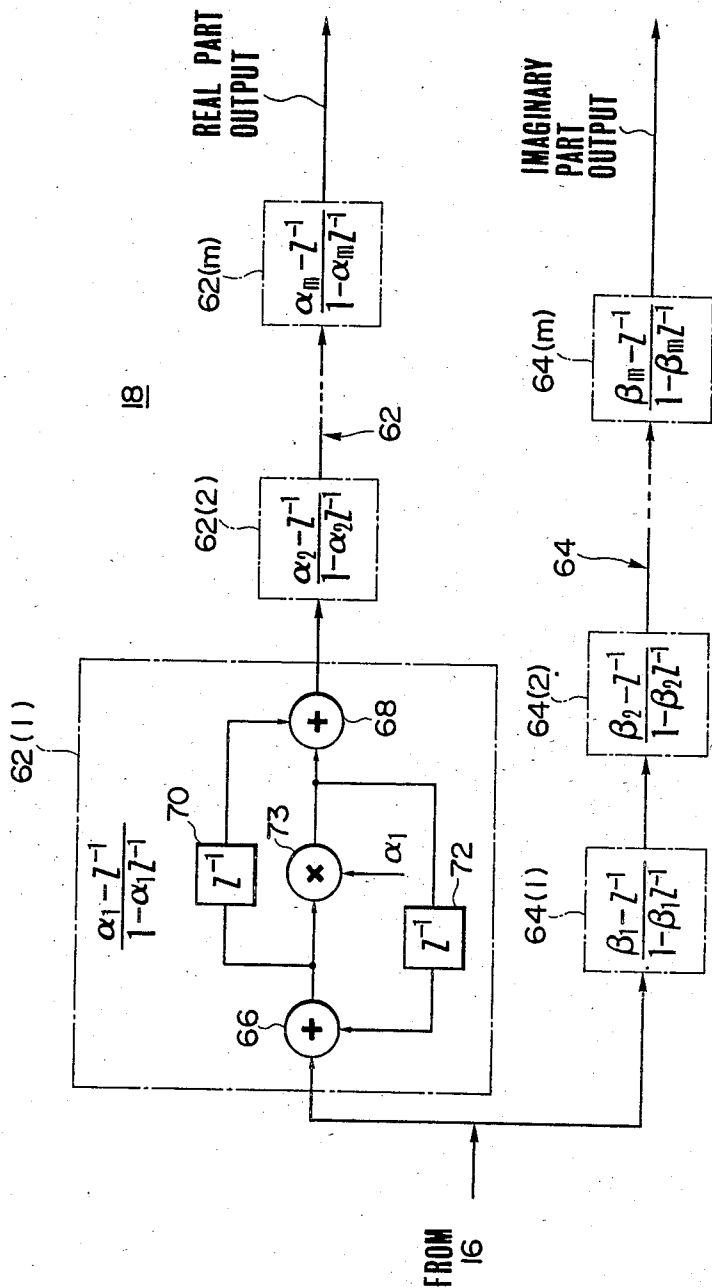 18
REAL PART
OUTPUT
62(1)
α₁−Z⁻¹
1−α₁Z⁻¹
70
Z⁻¹
66
+
73
×
α₁
68
+
72
Z⁻¹
62(2)
α₂−Z⁻¹
1−α₂Z⁻¹
62
62(m)
αₘ−Z⁻¹
1−αₘZ⁻¹
FROM
16
64(1)
β₁−Z⁻¹
1−β₁Z⁻¹
64(2)
β₂−Z⁻¹
1−β₂Z⁻¹
64
64(m)
βₘ−Z⁻¹
1−βₘZ⁻¹
IMAGINARY
PART
OUTPUT